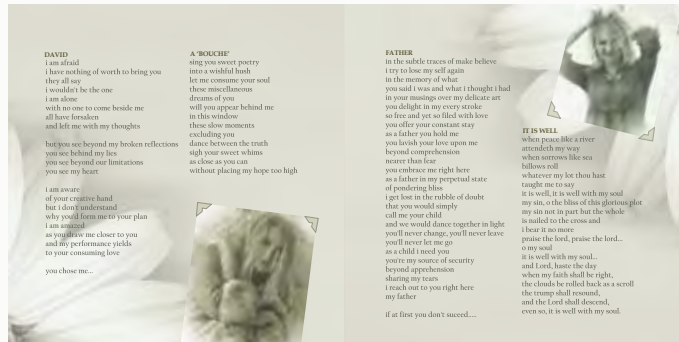 DAVID
i am afraid
i have nothing of worth to bring you
they all say
i wouldn't be the one
i am alone
with no one to come beside me
all have forsaken
and left me with my thoughts
but you see beyond my broken reflections
you see behind my lies
you see beyond our limitations
you see my heart
i am aware
of your creative hand
but i don't understand
why you'd form me to your plan
i am amazed
as you draw me closer to you
and my performance yields
to your consuming love
you chose me...
A 'BOUCHE'
sing you sweet poetry
into a wishful hush
let me consume your soul
these miscellaneous
dreams of you
will you appear behind me
in this window
these slow moments
excluding you
dance between the truth
sigh your sweet whims
as close as you can
without placing my hope too high
FATHER
in the subtle traces of make believe
i try to lose my self again
in the memory of what
you said i was and what i thought i had
in your musings over my delicate art
you delight in my every stroke
so free and yet so filed with love
you offer your constant stay
as a father you hold me
you lavish your love upon me
beyond comprehension
nearer than fear
you embrace me right here
as a father in my perpetual state
of pondering bliss
i get lost in the rubble of doubt
that you would simply
call me your child
and we would dance together in light
you'll never change, you'll never leave
you'll never let me go
as a child i need you
you're my source of security
beyond apprehension
sharing my tears
i reach out to you right here
my father
if at first you don't suceed....
IT IS WELL
when peace like a river
attendeth my way
when sorrows like sea
billows roll
whatever my lot thou hast
taught me to say
it is well, it is well with my soul
my sin, o the bliss of this glorious plot
my sin not in part but the whole
is nailed to the cross and
i bear it no more
praise the lord, praise the lord...
o my soul
it is well with my soul...
and Lord, haste the day
when my faith shall be right,
the clouds be rolled back as a scroll
the trump shall resound,
and the Lord shall descend,
even so, it is well with my soul.